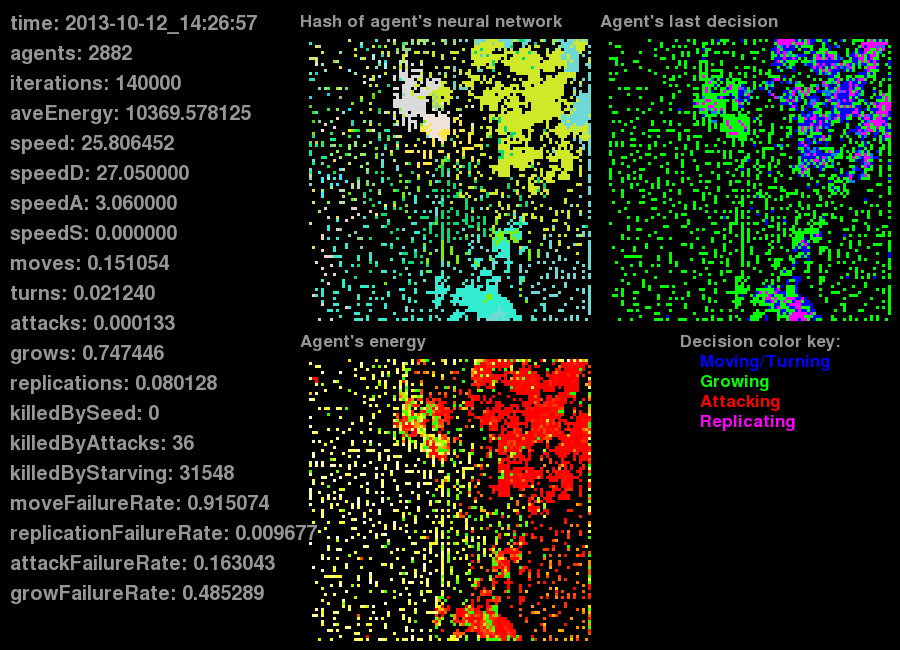 time: 2013-10-12_14:26:57
agents: 2882
iterations: 140000
aveEnergy: 10369.578125
speed: 25.806452
speedD: 27.050000
speedA: 3.060000
speedS: 0.000000
moves: 0.151054
turns: 0.021240
attacks: 0.000133
grows: 0.747446
replications: 0.080128
killedBySeed: 0
killedByAttacks: 36
killedByStarving: 31548
moveFailureRate: 0.915074
replicationFailureRate: 0.009677
attackFailureRate: 0.163043
growFailureRate: 0.485289
Hash of agent's neural network
Agent's last decision
Agent's energy
Decision color key:
Moving/Turning
Growing
Attacking
Replicating